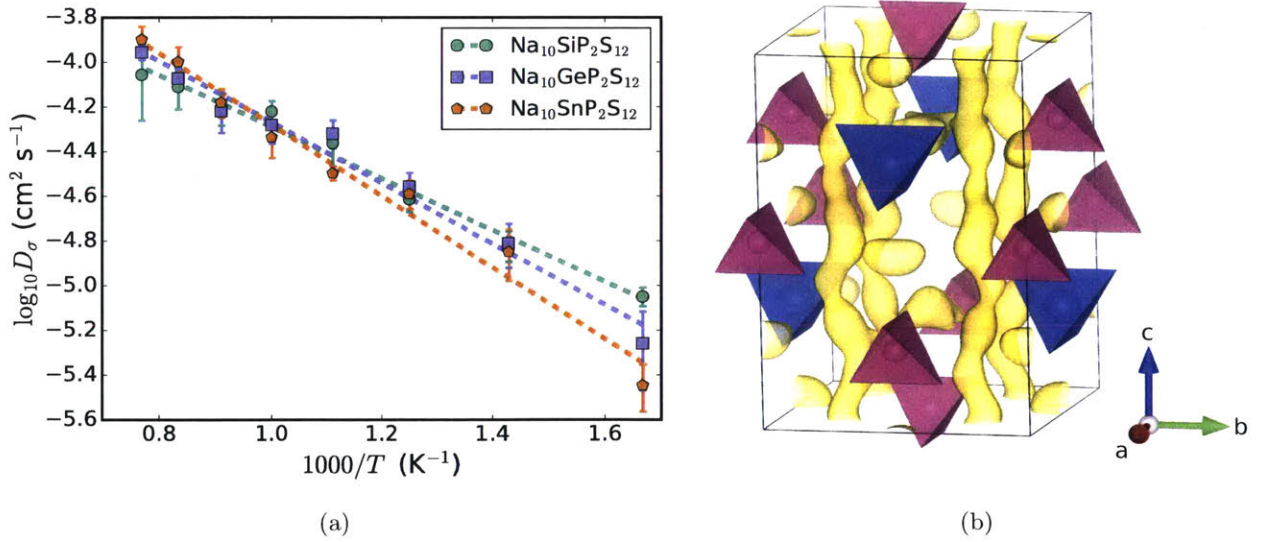 −3.8
−4.0
−4.2
−4.4
−4.6
−4.8
−5.0
−5.2
−5.4
−5.6
log₁₀Dσ (cm² s⁻¹)
Na₁₀SiP₂S₁₂
Na₁₀GeP₂S₁₂
Na₁₀SnP₂S₁₂
0.8 1.0 1.2 1.4 1.6
1000/T (K⁻¹)
c
b
a
(a) (b)